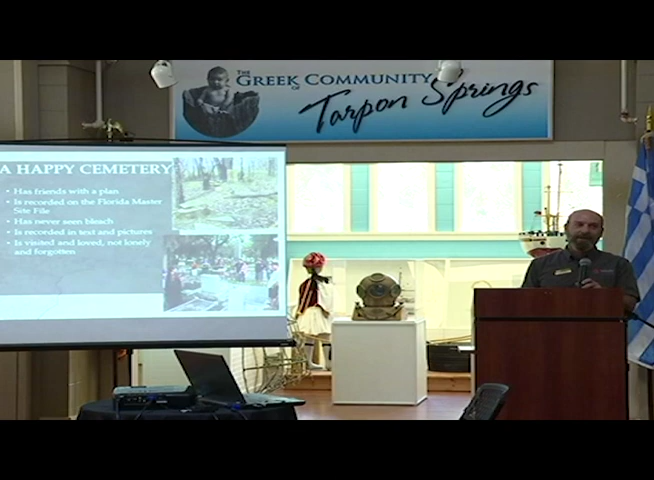 THE
GREEK COMMUNITY
OF
Tarpon Springs
A HAPPY CEMETERY
• Has friends with a plan
• Is recorded on the Florida Master
Site File
• Has never seen bleach
• Is recorded in text and pictures
• Is visited and loved, not lonely
and forgotten